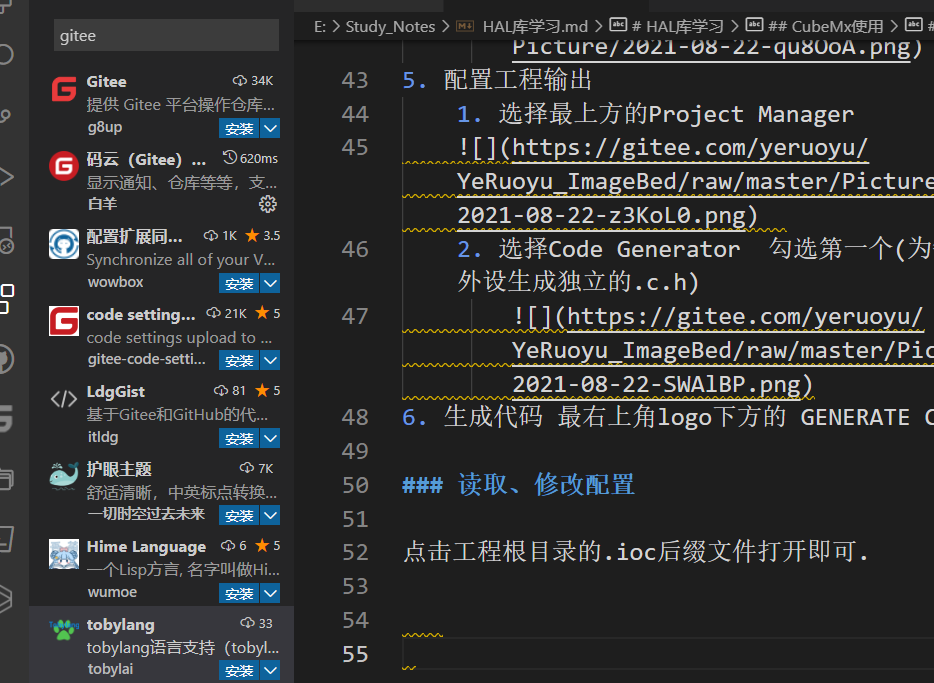 gitee
Gitee 34K
提供 Gitee 平台操作仓库...
g8up 安装
码云（Gitee）... 620ms
显示通知、仓库等等，支...
白羊
配置扩展同... 1K 3.5
Synchronize all of your V...
wowbox 安装
code setting... 21K 5
code settings upload to ...
gitee-code-setti... 安装
LdgGist 81 5
基于Gitee和GitHub的代...
itldg 安装
护眼主题 7K
舒适清晰，中英标点转换...
一切时空过去未来 安装
Hime Language 6 5
一个Lisp方言, 名字叫做Hi...
wumoe 安装
tobylang 33
tobylang语言支持（tobyl...
tobylai 安装
E: > Study_Notes > HAL库学习.md > # HAL库学习 > ## CubeMx使用 > #
Picture/2021-08-22-qu8OoA.png)
43 5. 配置工程输出
44 1. 选择最上方的Project Manager
45 ![](https://gitee.com/yeruoyu/
YeRuoyu_ImageBed/raw/master/Picture
2021-08-22-z3KoL0.png)
46 2. 选择Code Generator 勾选第一个(为
外设生成独立的.c.h)
47 ![](https://gitee.com/yeruoyu/
YeRuoyu_ImageBed/raw/master/Pic
2021-08-22-SWAlBP.png)
48 6. 生成代码 最右上角logo下方的 GENERATE C
49
50 ### 读取、修改配置
51
52 点击工程根目录的.ioc后缀文件打开即可.
53
54
55